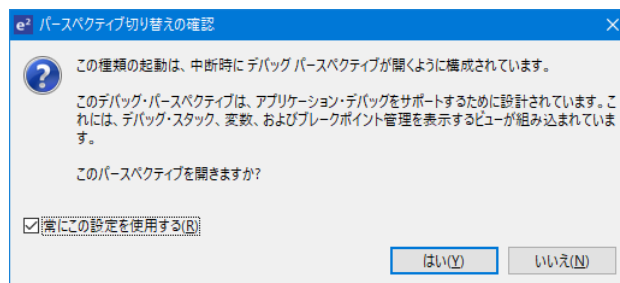 e² パースペクティブ切り替えの確認
この種類の起動は、中断時に デバッグ パースペクティブが開くように構成されています。
このデバッグ・パースペクティブは、アプリケーション・デバッグをサポートするために設計されています。こ
れには、デバッグ・スタック、変数、およびブレークポイント管理を表示するビューが組み込まれていま
す。
このパースペクティブを開きますか?
常にこの設定を使用する(R)
はい(Y) いいえ(N)